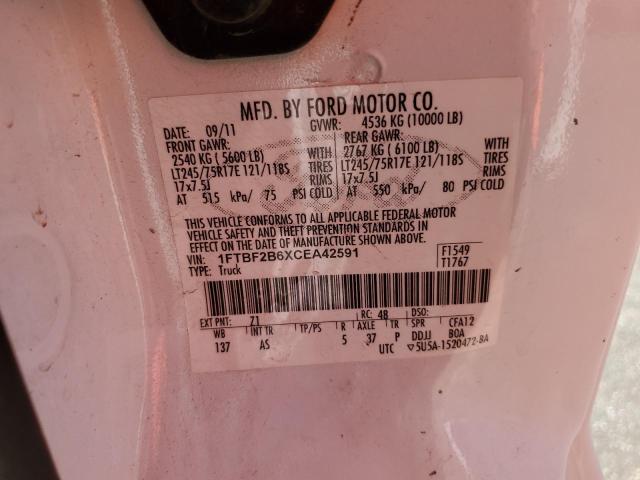 MFD. BY FORD MOTOR CO.
DATE: 09/11 GVWR: 4536 KG (10000 LB)
FRONT GAWR: REAR GAWR:
2540 KG (5600 LB) WITH 2767 KG (6100 LB) WITH
LT245/75R17E 121/118S TIRES LT245/75R17E 121/118S TIRES
17x7.5J RIMS 17x7.5J RIMS
AT 515 kPa/ 75 PSI COLD AT 550 kPa/ 80 PSI COLD
THIS VEHICLE CONFORMS TO ALL APPLICABLE FEDERAL MOTOR
VEHICLE SAFETY AND THEFT PREVENTION STANDARDS IN
EFFECT ON THE DATE OF MANUFACTURE SHOWN ABOVE.
VIN: 1FTBF2B6XCEA42591 F1549
TYPE: Truck T1767
EXT PNT: Z1 RC: 48 DSO:
WB INT TR TP/PS R AXLE TR SPR CFA12
137 AS 5 37 P DDJJ BOA
UTC ▽5U5A-1520472-BA